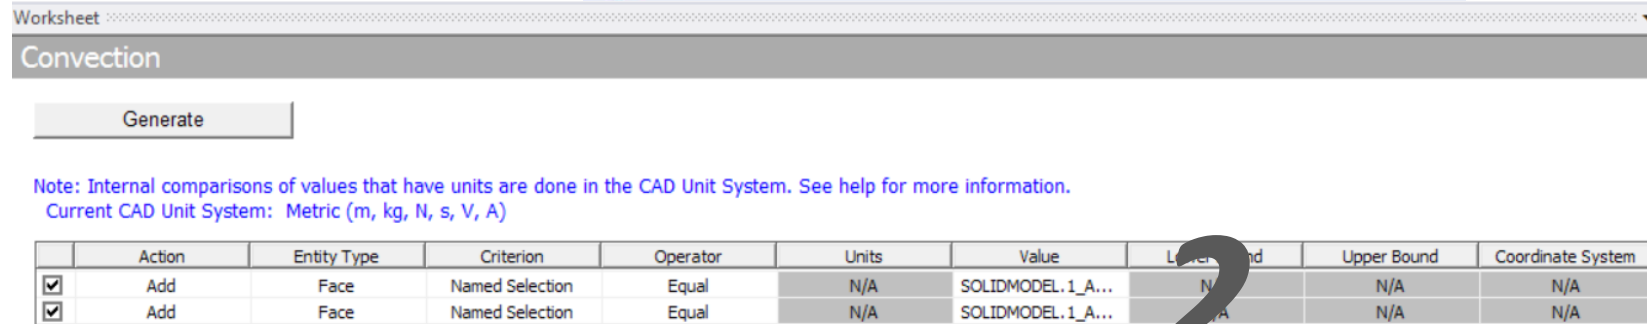 Worksheet
Convection
Generate
Note: Internal comparisons of values that have units are done in the CAD Unit System. See help for more information.
Current CAD Unit System: Metric (m, kg, N, s, V, A)
Action Entity Type Criterion Operator Units Value Upper Bound Coordinate System
Add Face Named Selection Equal N/A SOLIDMODEL.1_A... N/A N/A
Add Face Named Selection Equal N/A SOLIDMODEL.1_A... N/A N/A
2